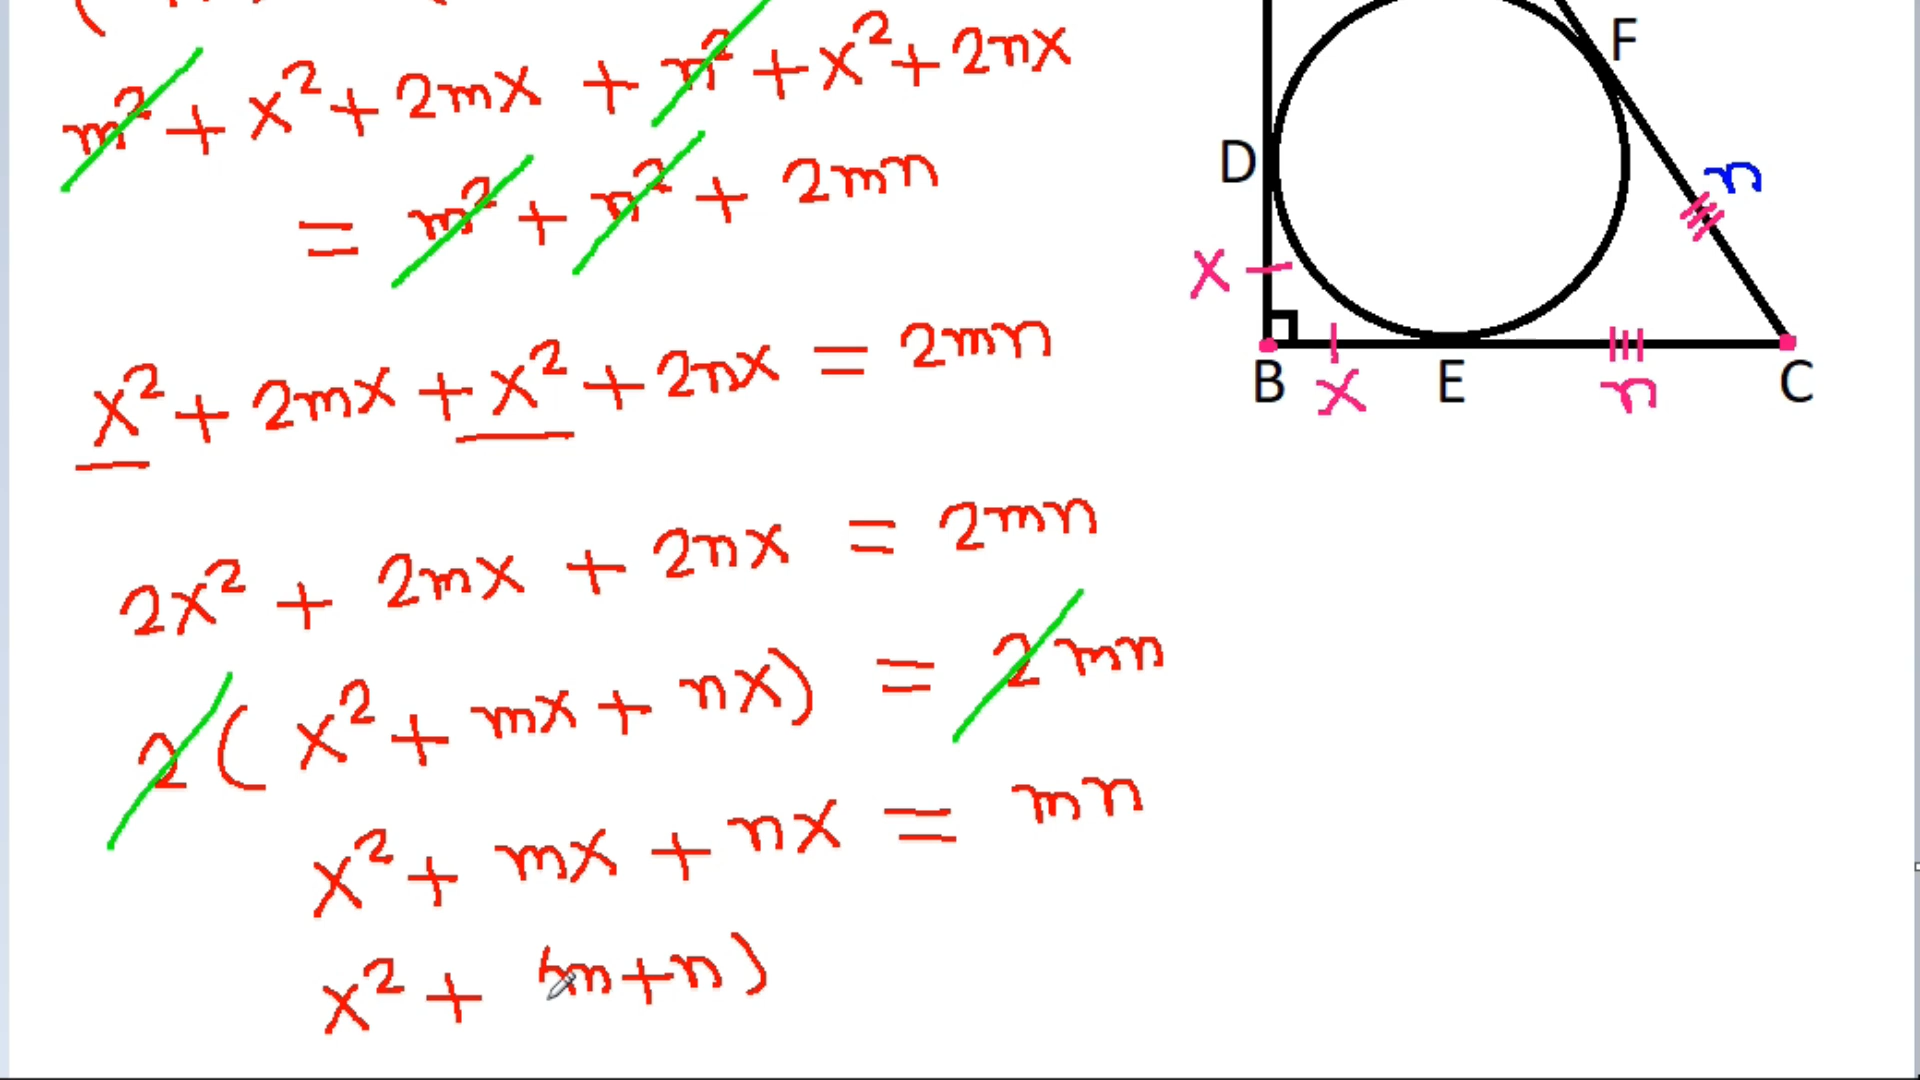 m² + x² + 2mx + n² + x² + 2nx
= m² + n² + 2mn
x² + 2mx + x² + 2nx = 2mn
2x² + 2mx + 2nx = 2mn
2(x² + mx + nx) = 2mn
x² + mx + nx = mn
x² + (m+n)
F
D
n
x
B
E
C
x
n